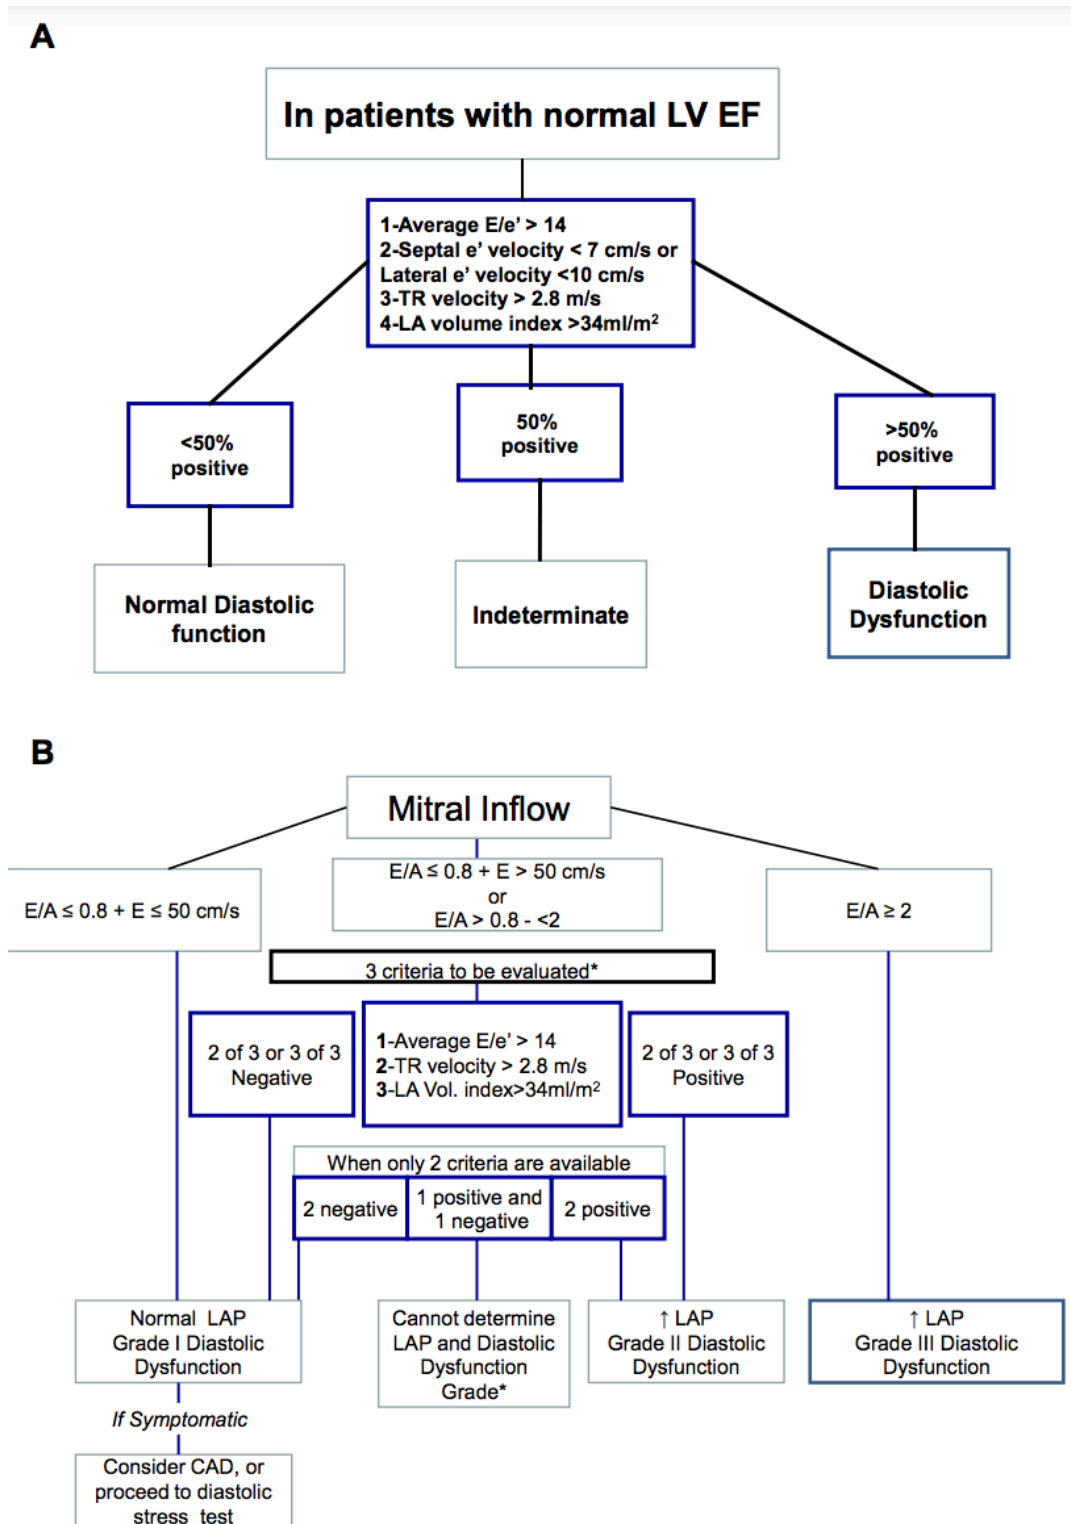 A
In patients with normal LV EF
1-Average E/e’ > 14
2-Septal e’ velocity < 7 cm/s or
Lateral e’ velocity <10 cm/s
3-TR velocity > 2.8 m/s
4-LA volume index >34ml/m²
<50%
positive
50%
positive
>50%
positive
Normal Diastolic
function
Indeterminate
Diastolic
Dysfunction
B
Mitral Inflow
E/A ≤ 0.8 + E ≤ 50 cm/s
E/A ≤ 0.8 + E > 50 cm/s
or
E/A > 0.8 - <2
E/A ≥ 2
3 criteria to be evaluated*
2 of 3 or 3 of 3
Negative
1-Average E/e’ > 14
2-TR velocity > 2.8 m/s
3-LA Vol. index>34ml/m²
2 of 3 or 3 of 3
Positive
When only 2 criteria are available
2 negative
1 positive and
1 negative
2 positive
Normal LAP
Grade I Diastolic
Dysfunction
Cannot determine
LAP and Diastolic
Dysfunction
Grade*
↑ LAP
Grade II Diastolic
Dysfunction
↑ LAP
Grade III Diastolic
Dysfunction
If Symptomatic
Consider CAD, or
proceed to diastolic
stress test